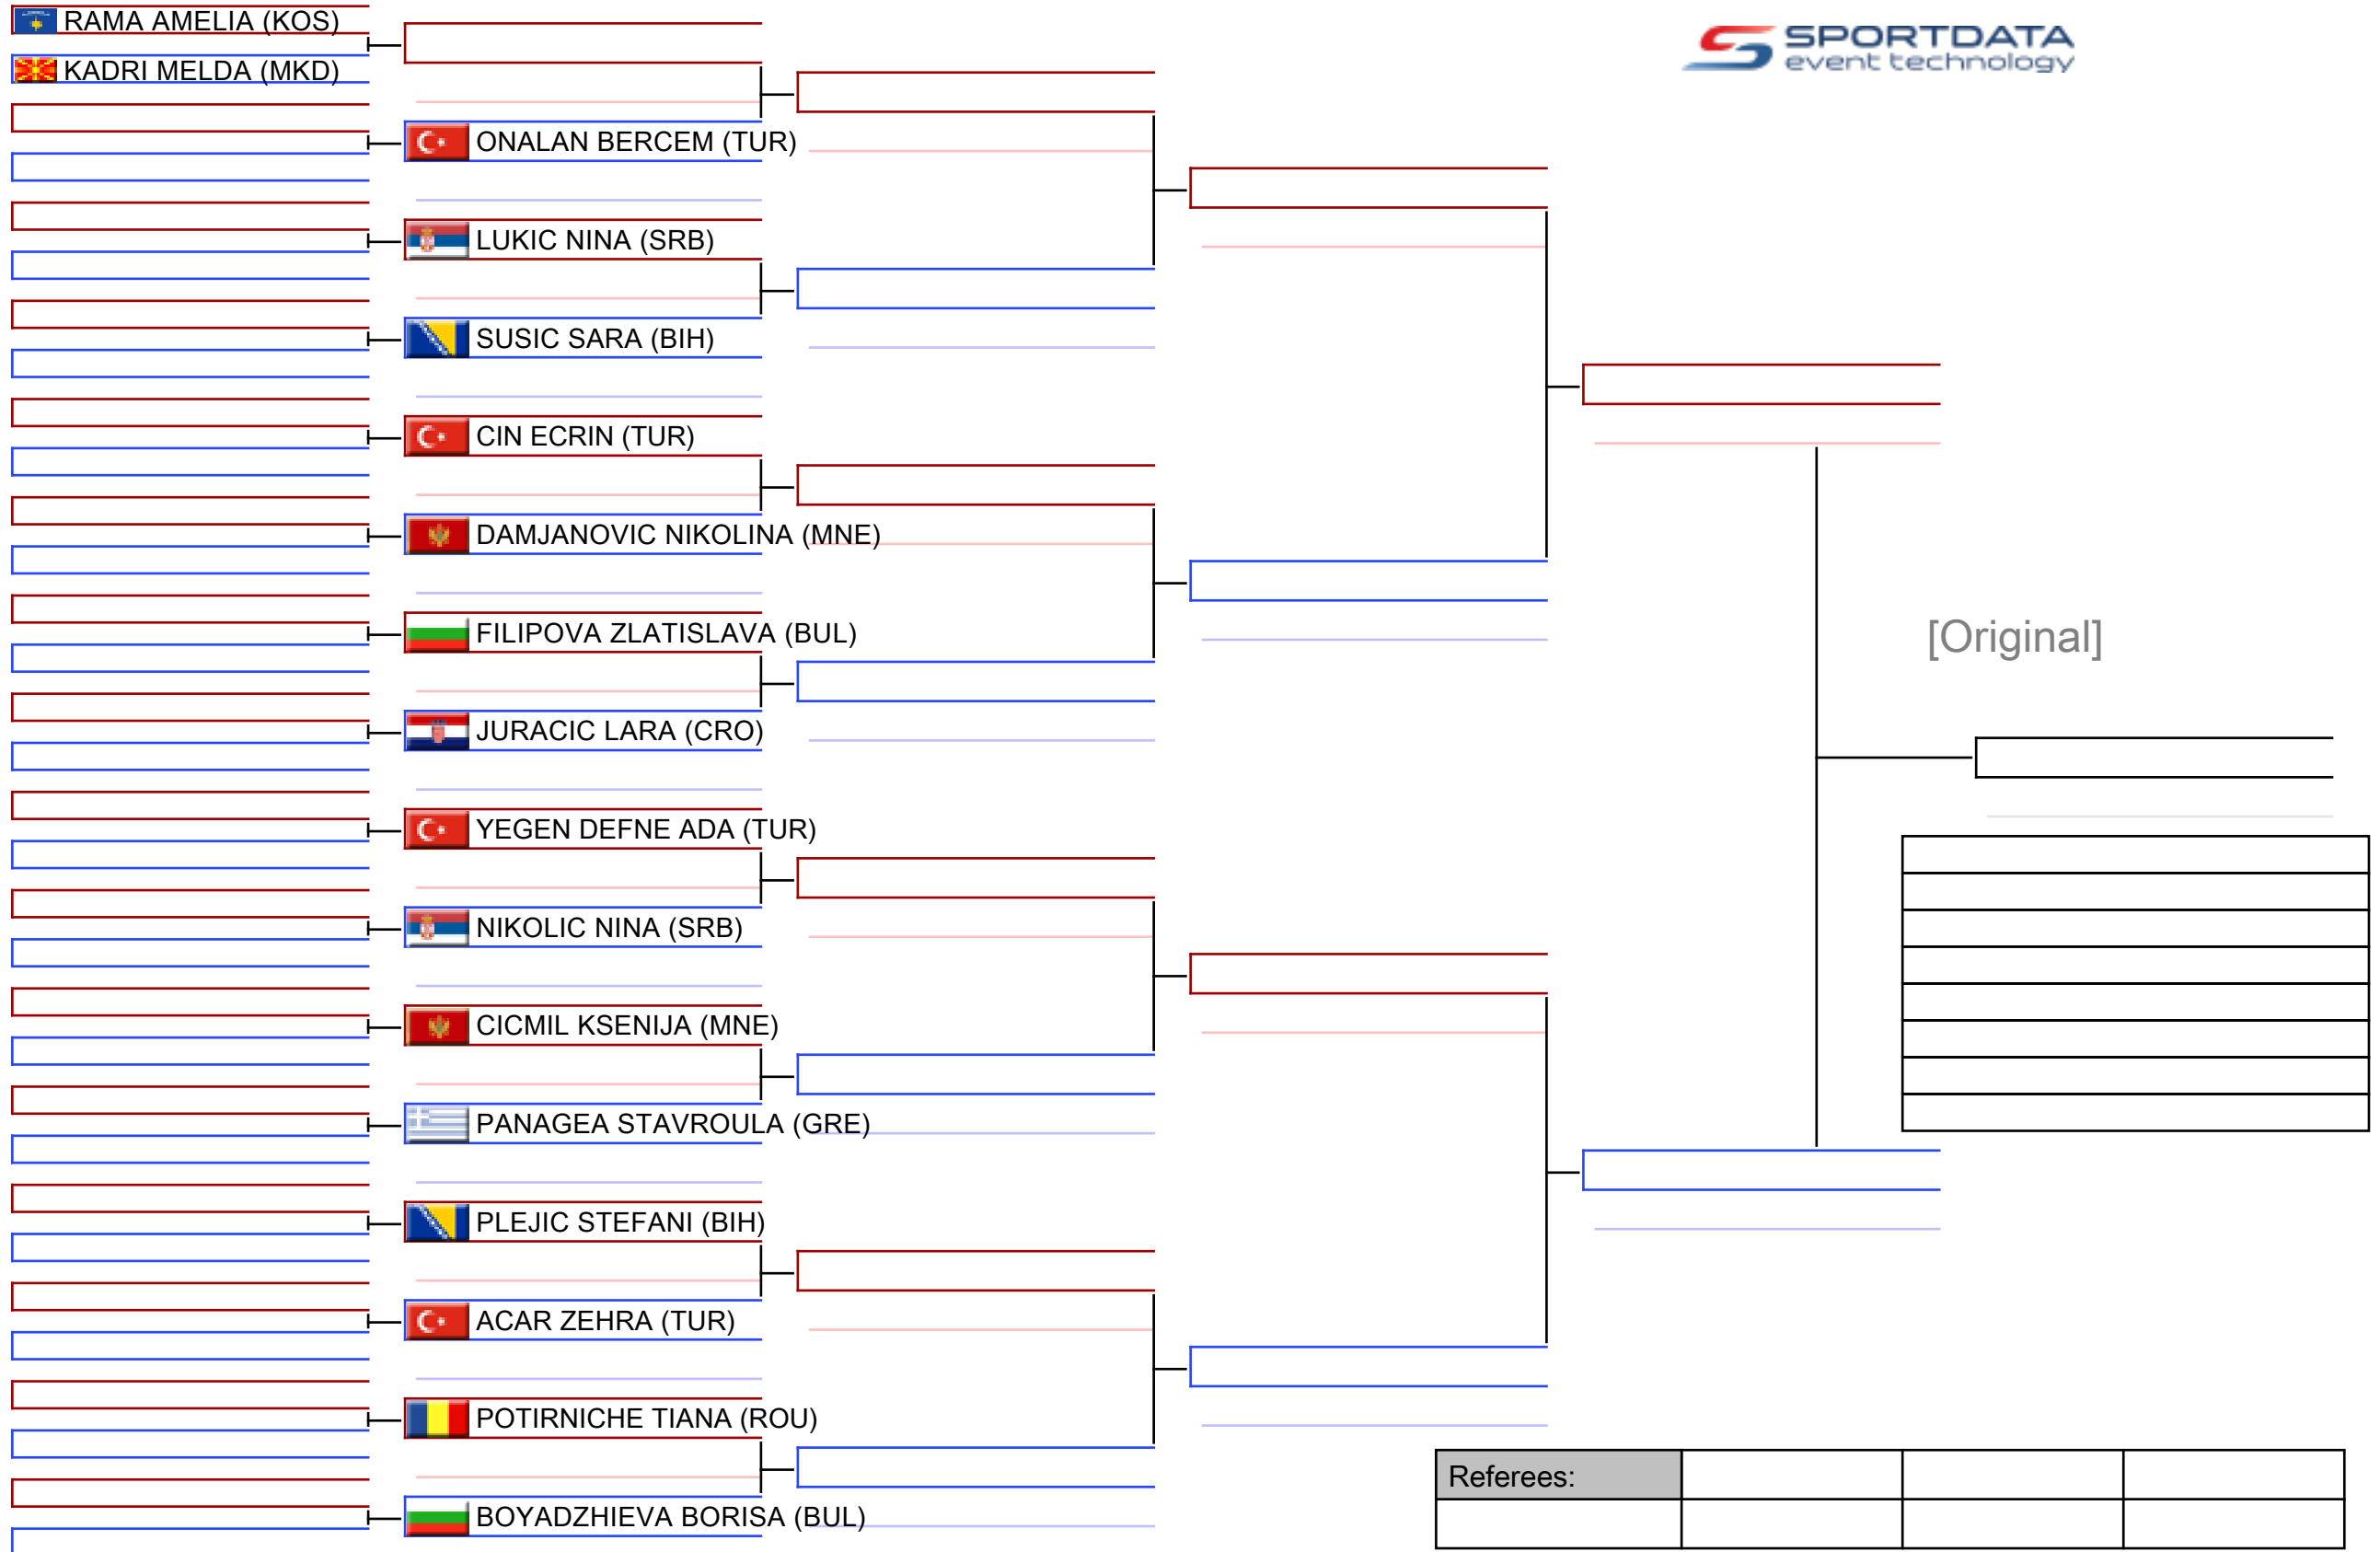 RAMA AMELIA (KOS)
KADRI MELDA (MKD)
SPORTDATA
event technology
ONALAN BERCEM (TUR)
LUKIC NINA (SRB)
SUSIC SARA (BIH)
CIN ECRIN (TUR)
DAMJANOVIC NIKOLINA (MNE)
FILIPOVA ZLATISLAVA (BUL)
[Original]
JURACIC LARA (CRO)
YEGEN DEFNE ADA (TUR)
NIKOLIC NINA (SRB)
CICMIL KSENIJA (MNE)
PANAGEA STAVROULA (GRE)
PLEJIC STEFANI (BIH)
ACAR ZEHRA (TUR)
POTIRNICHE TIANA (ROU)
Referees:
BOYADZHIEVA BORISA (BUL)